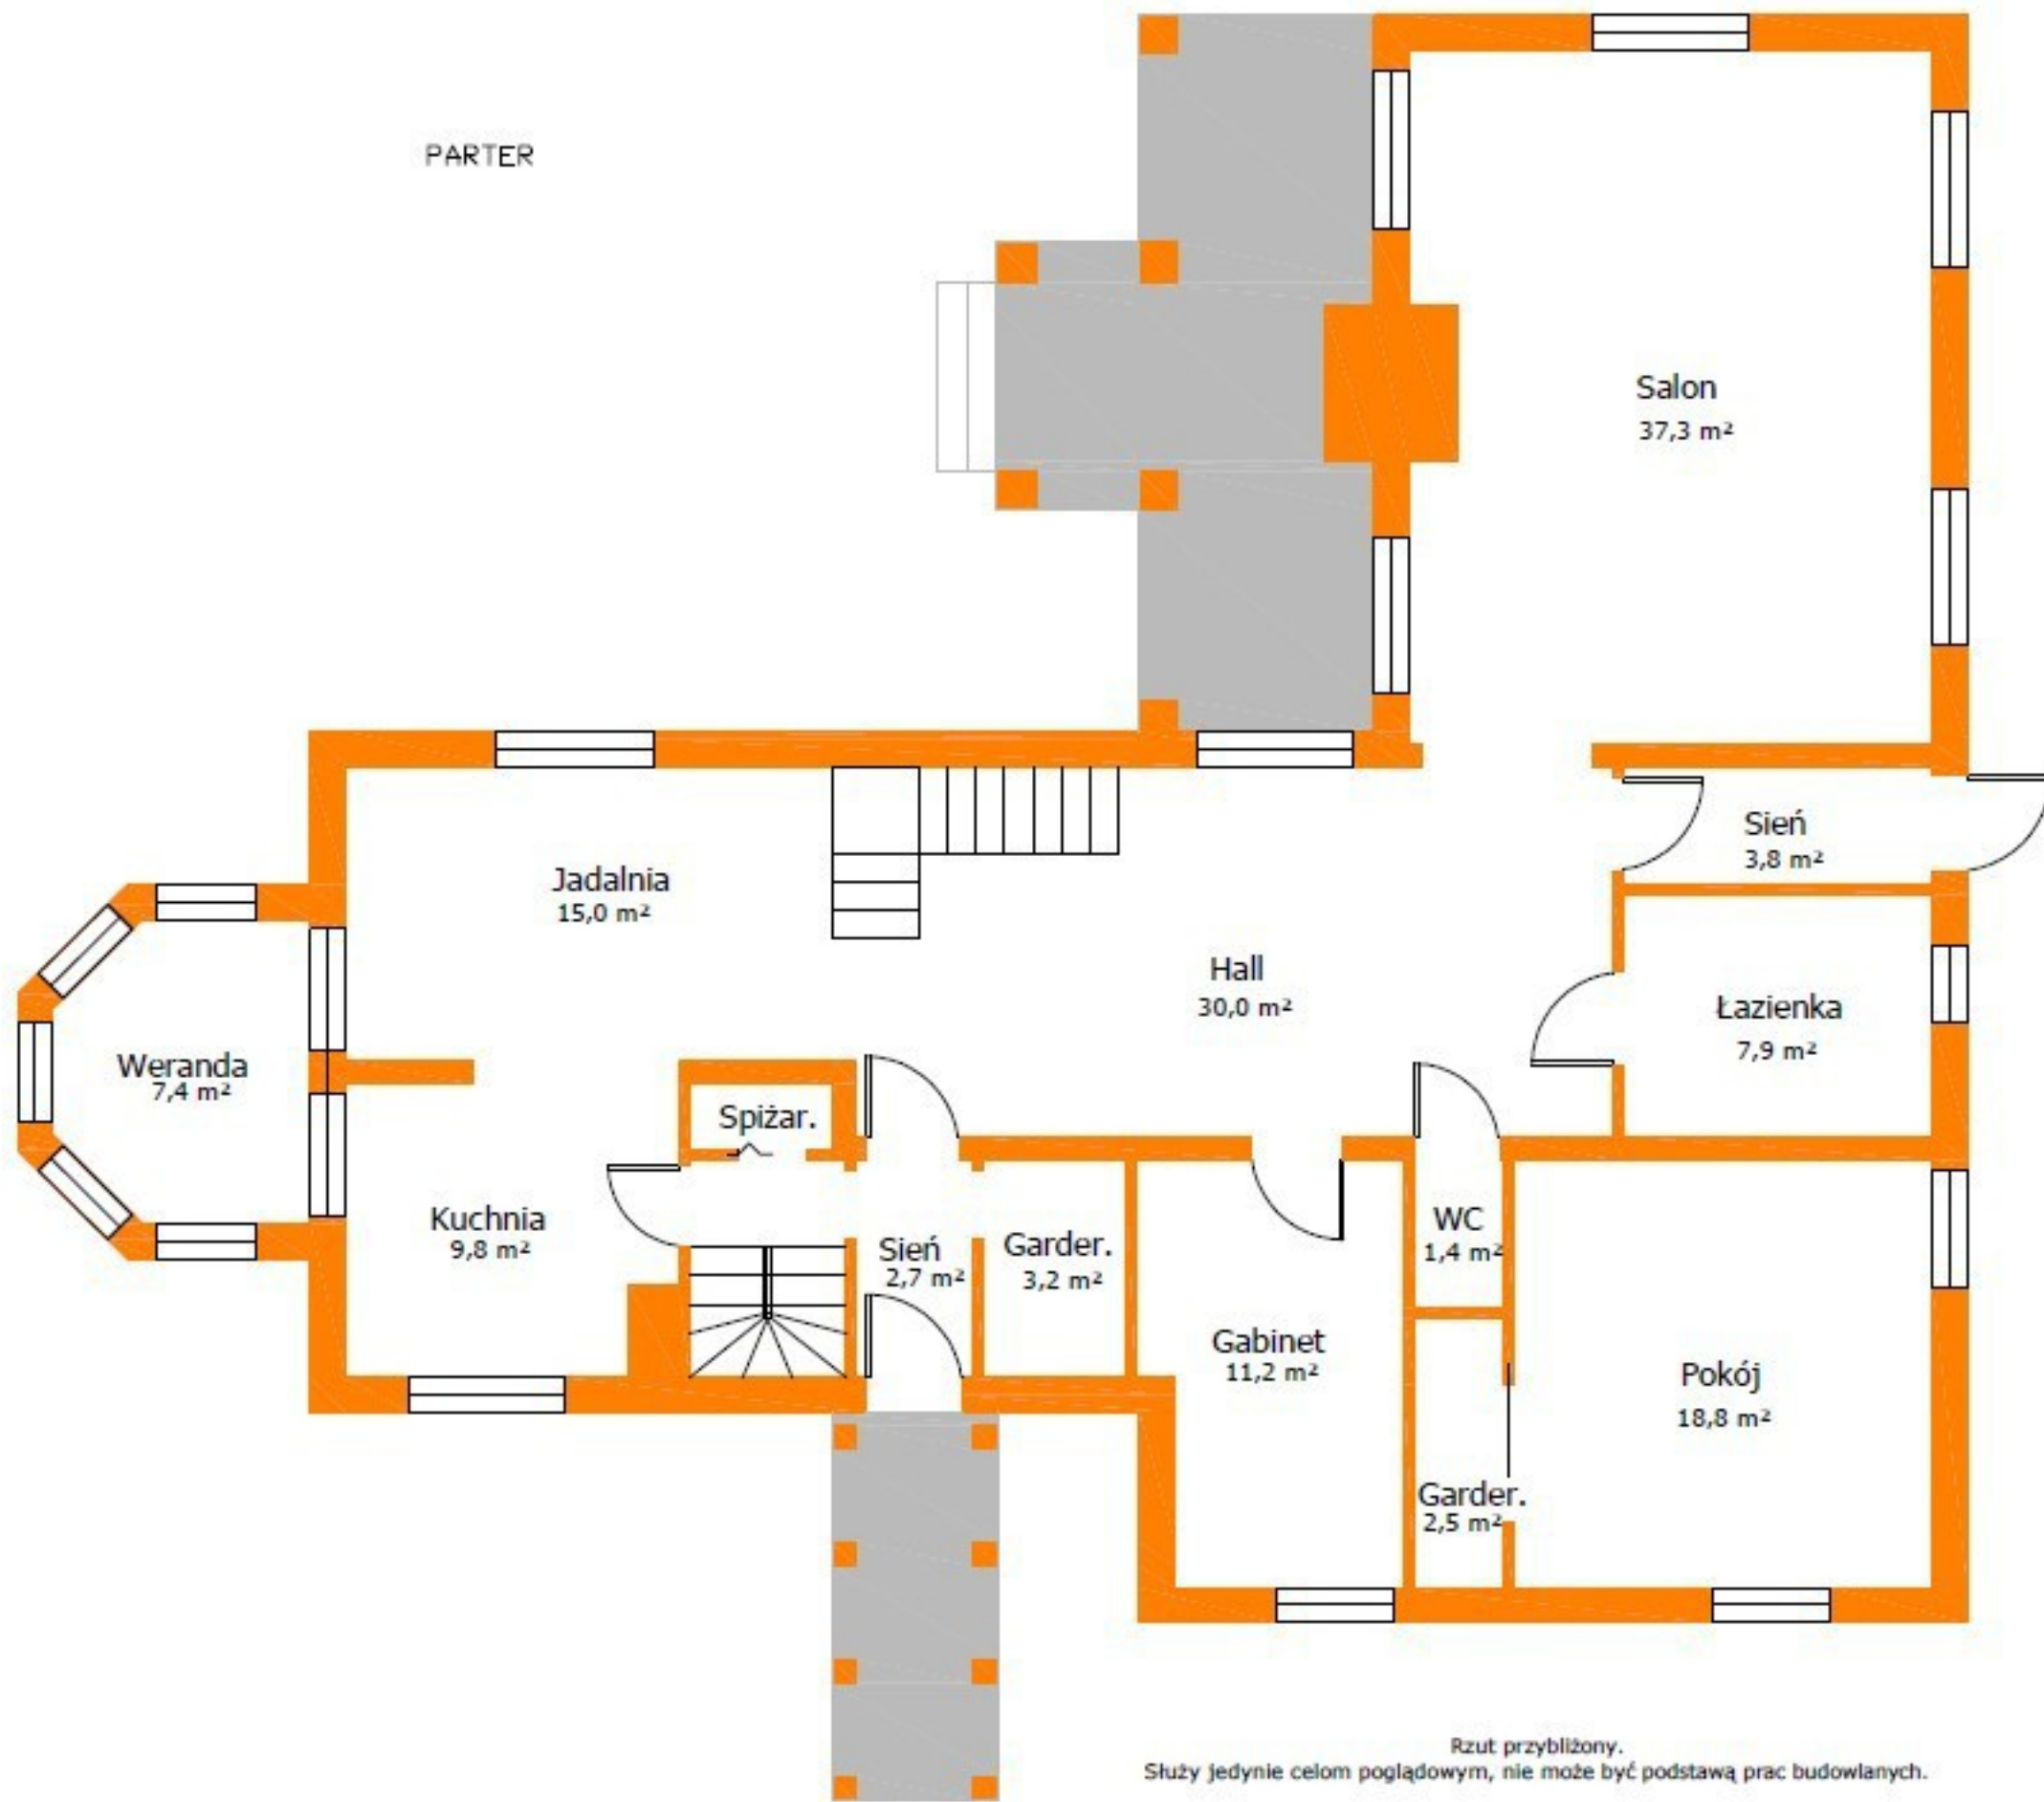 PARTER
Salon
37,3 m²
Sień
3,8 m²
Jadalnia
15,0 m²
Hall
30,0 m²
Łazienka
7,9 m²
Weranda
7,4 m²
Spiżar.
Kuchnia
9,8 m²
Sień
2,7 m²
Garder.
3,2 m²
WC
1,4 m²
Gabinet
11,2 m²
Pokój
18,8 m²
Garder.
2,5 m²
Rzut przybliżony.
Służy jedynie celom poglądowym, nie może być podstawą prac budowlanych.